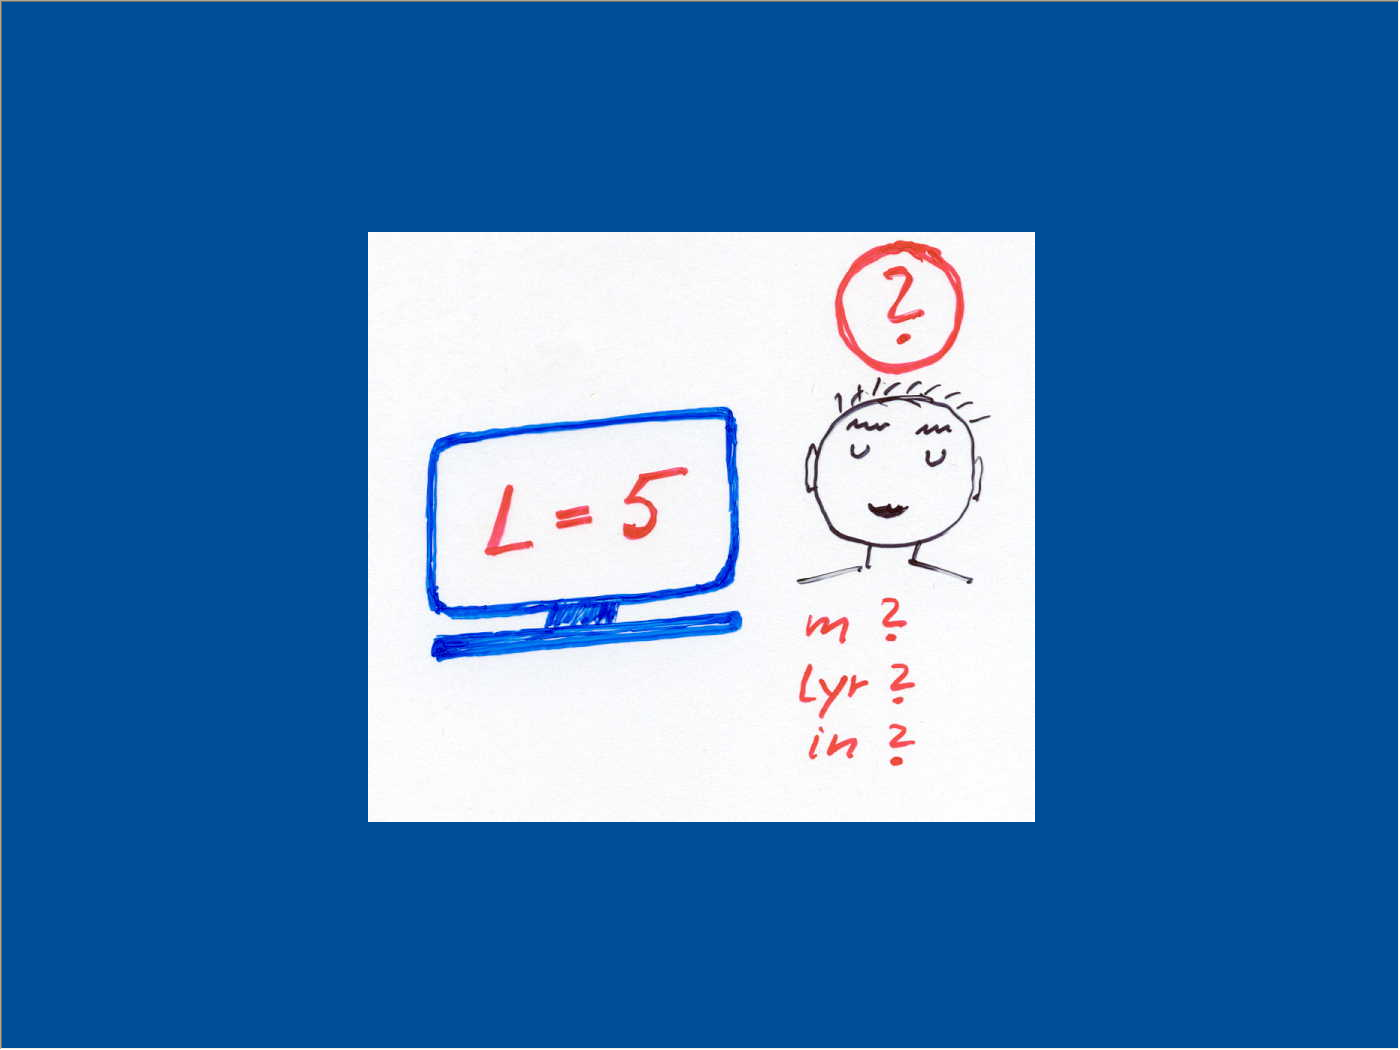 ?
L = 5
m ?
Lyr ?
in ?